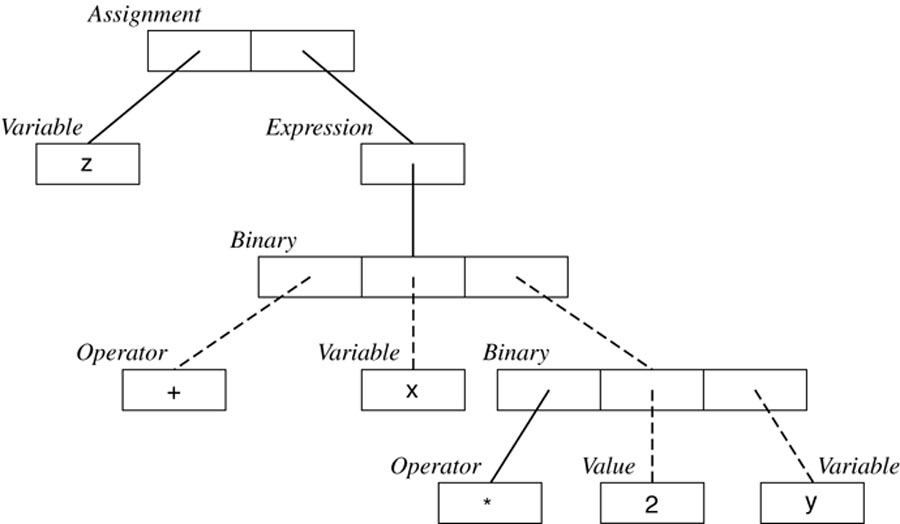 Assignment
Variable
Expression
z
Binary
Operator
Variable
Binary
+
x
Operator
Value
Variable
*
2
y